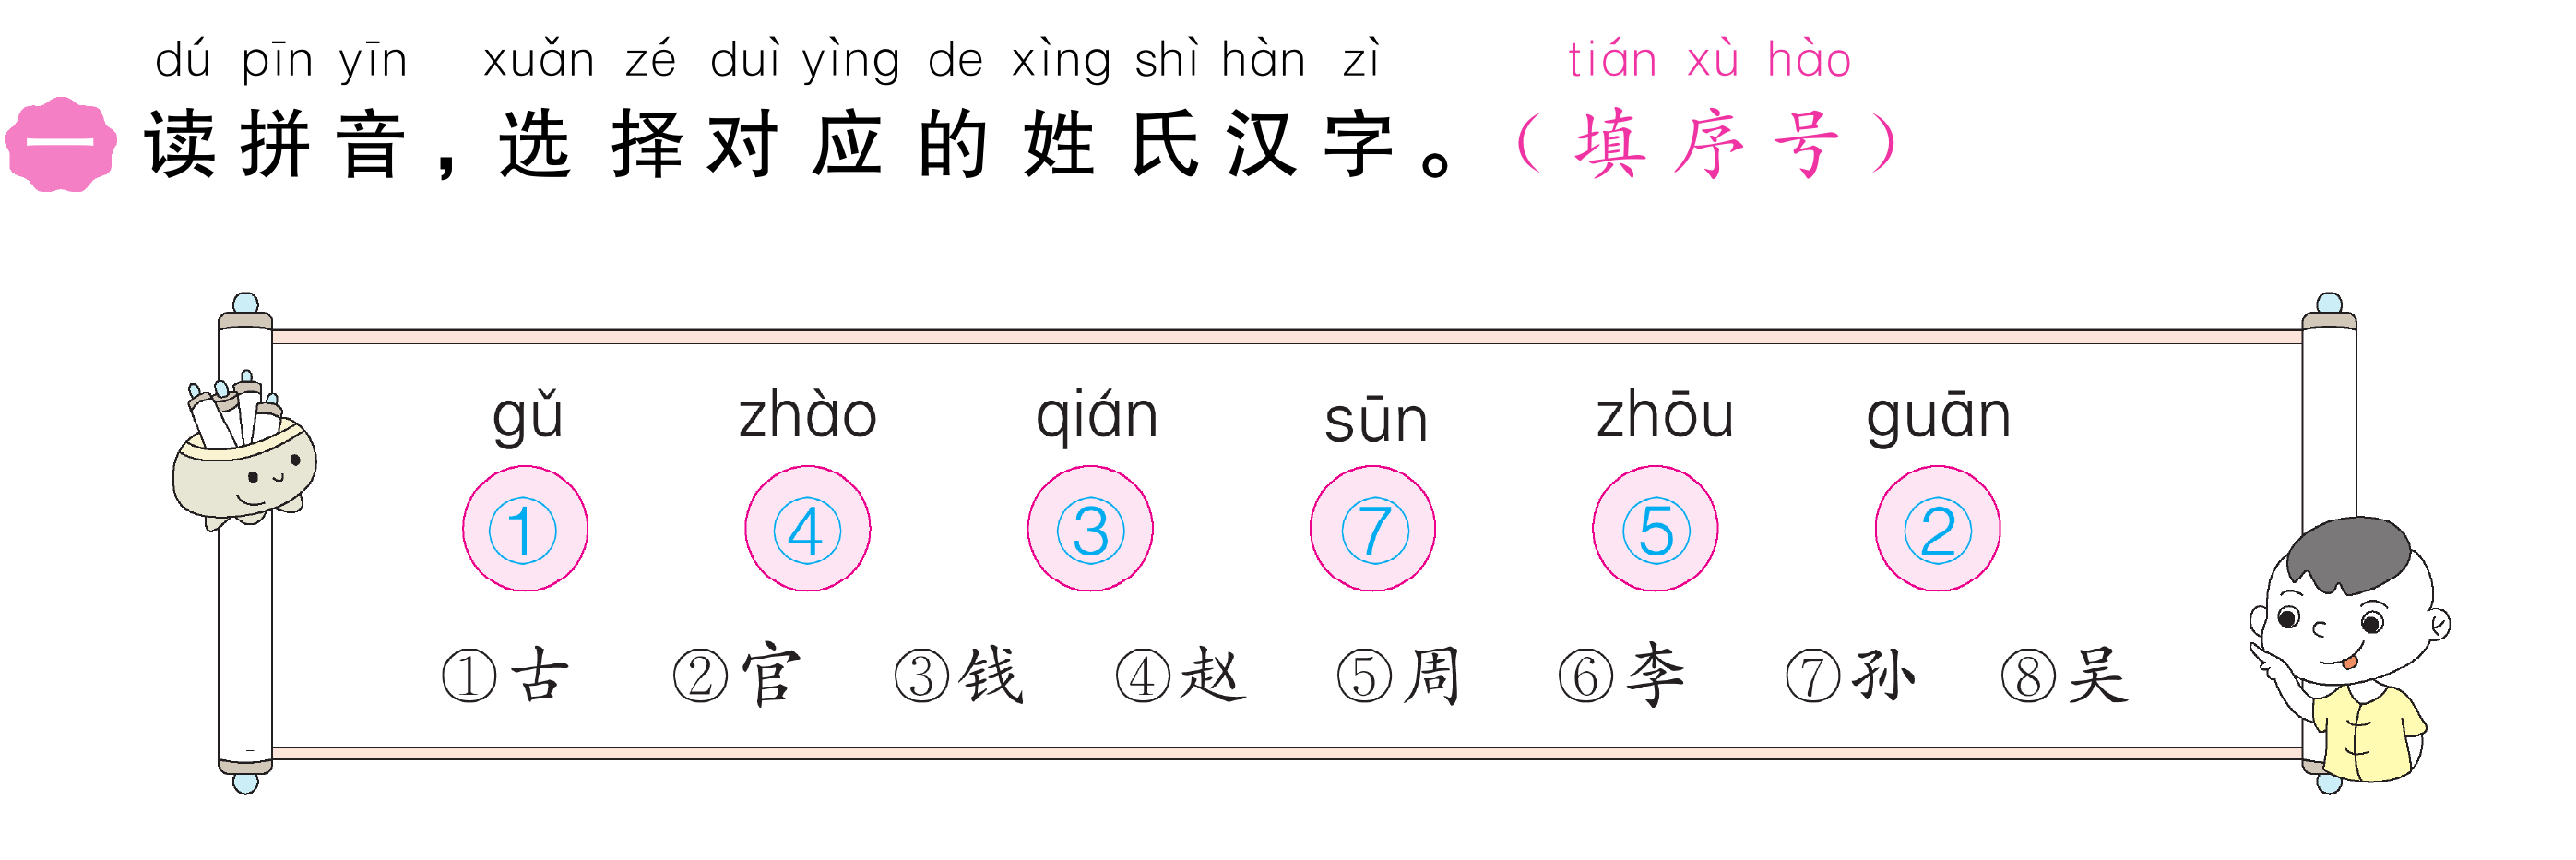 dú pīn yīn xuǎn zé duì yìng de xìng shì hàn zì tián xù hào
一 读拼音，选择对应的姓氏汉字。（填序号）
gǔ zhào qián sūn zhōu guān
① ④ ③ ⑦ ⑤ ②
①古 ②官 ③钱 ④赵 ⑤周 ⑥李 ⑦孙 ⑧吴